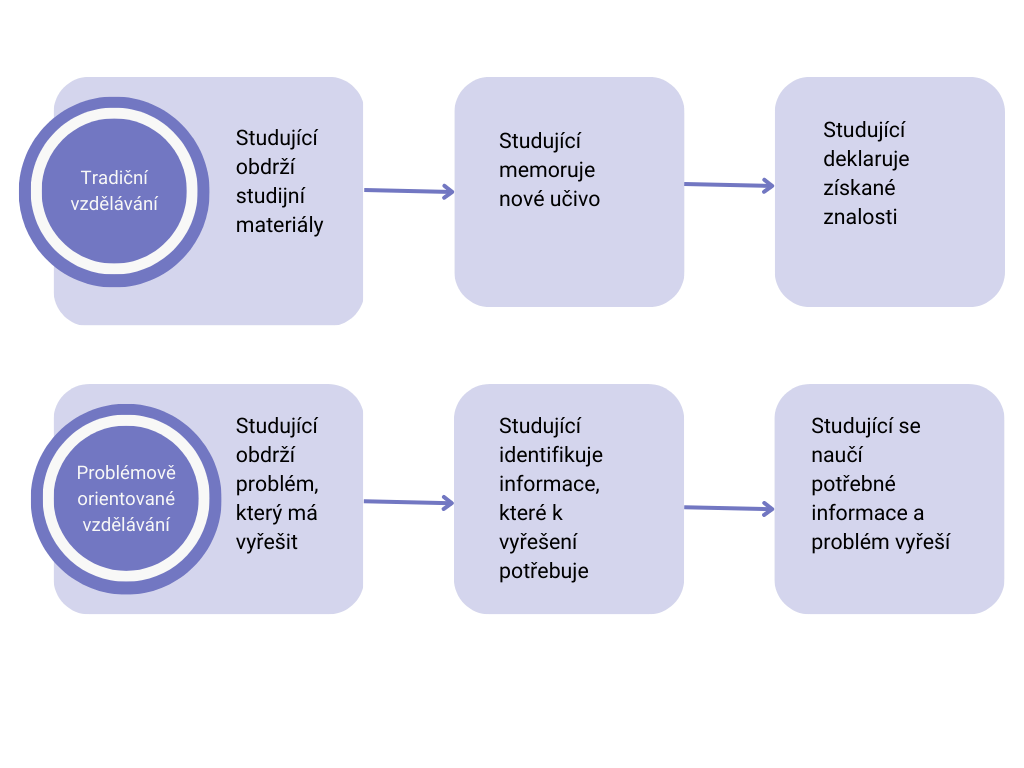 Tradiční
vzdělávání
Studující
obdrží
studijní
materiály
Studující
memoruje
nové učivo
Studující
deklaruje
získané
znalosti
Problémově
orientované
vzdělávání
Studující
obdrží
problém,
který má
vyřešit
Studující
identifikuje
informace,
které k
vyřešení
potřebuje
Studující se
naučí
potřebné
informace a
problém vyřeší